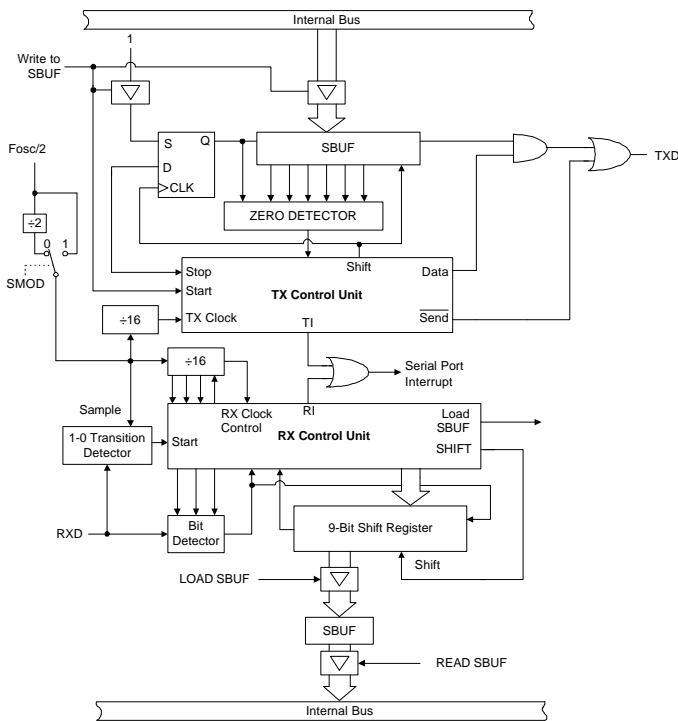 Internal Bus
1
Write to
SBUF
S
Q
D
CLK
SBUF
TXD
Fosc/2
÷2
0
1
SMOD
ZERO DETECTOR
Shift
Stop
Data
Start
TX Control Unit
÷16
TX Clock
Send
TI
÷16
Serial Port
Interrupt
Sample
RX Clock
Control
RI
Load
SBUF
1-0 Transition
Detector
Start
RX Control Unit
SHIFT
RXD
Bit
Detector
9-Bit Shift Register
Shift
LOAD SBUF
SBUF
READ SBUF
Internal Bus